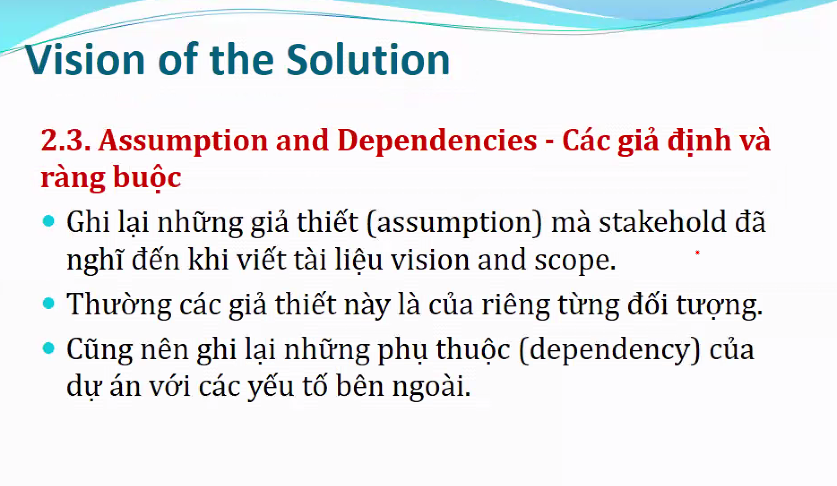 Vision of the Solution
2.3. Assumption and Dependencies - Các giả định và
ràng buộc
Ghi lại những giả thiết (assumption) mà stakehold đã
nghĩ đến khi viết tài liệu vision and scope.
Thường các giả thiết này là của riêng từng đối tượng.
Cũng nên ghi lại những phụ thuộc (dependency) của
dự án với các yếu tố bên ngoài.